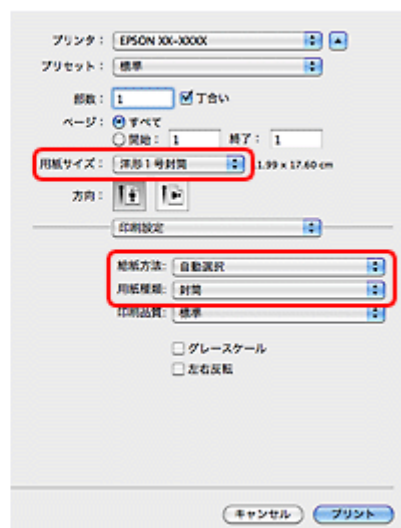 プリンタ： EPSON XX-XXXX
プリセット： 標準
部数： 1 丁合い
ページ： すべて
開始： 1 終了： 1
用紙サイズ： 洋形1号封筒 1.99 x 17.60 cm
方向：
印刷設定
給紙方法： 自動選択
用紙種類： 封筒
印刷品質： 標準
グレースケール
左右反転
キャンセル プリント